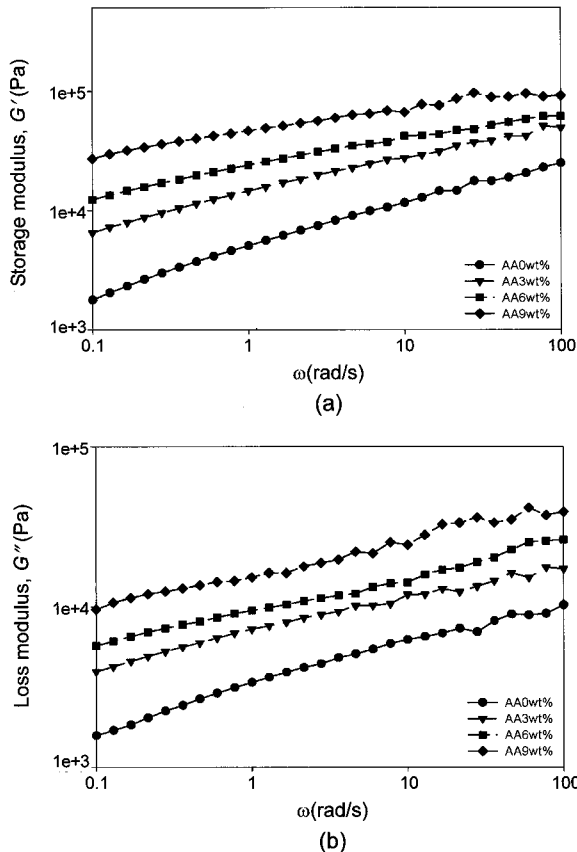 1e+5
1e+4
1e+3
Storage modulus, G′ (Pa)
AA0wt%
AA3wt%
AA6wt%
AA9wt%
0.1 1 10 100
ω(rad/s)
(a)
1e+5
1e+4
1e+3
Loss modulus, G″ (Pa)
AA0wt%
AA3wt%
AA6wt%
AA9wt%
0.1 1 10 100
ω(rad/s)
(b)